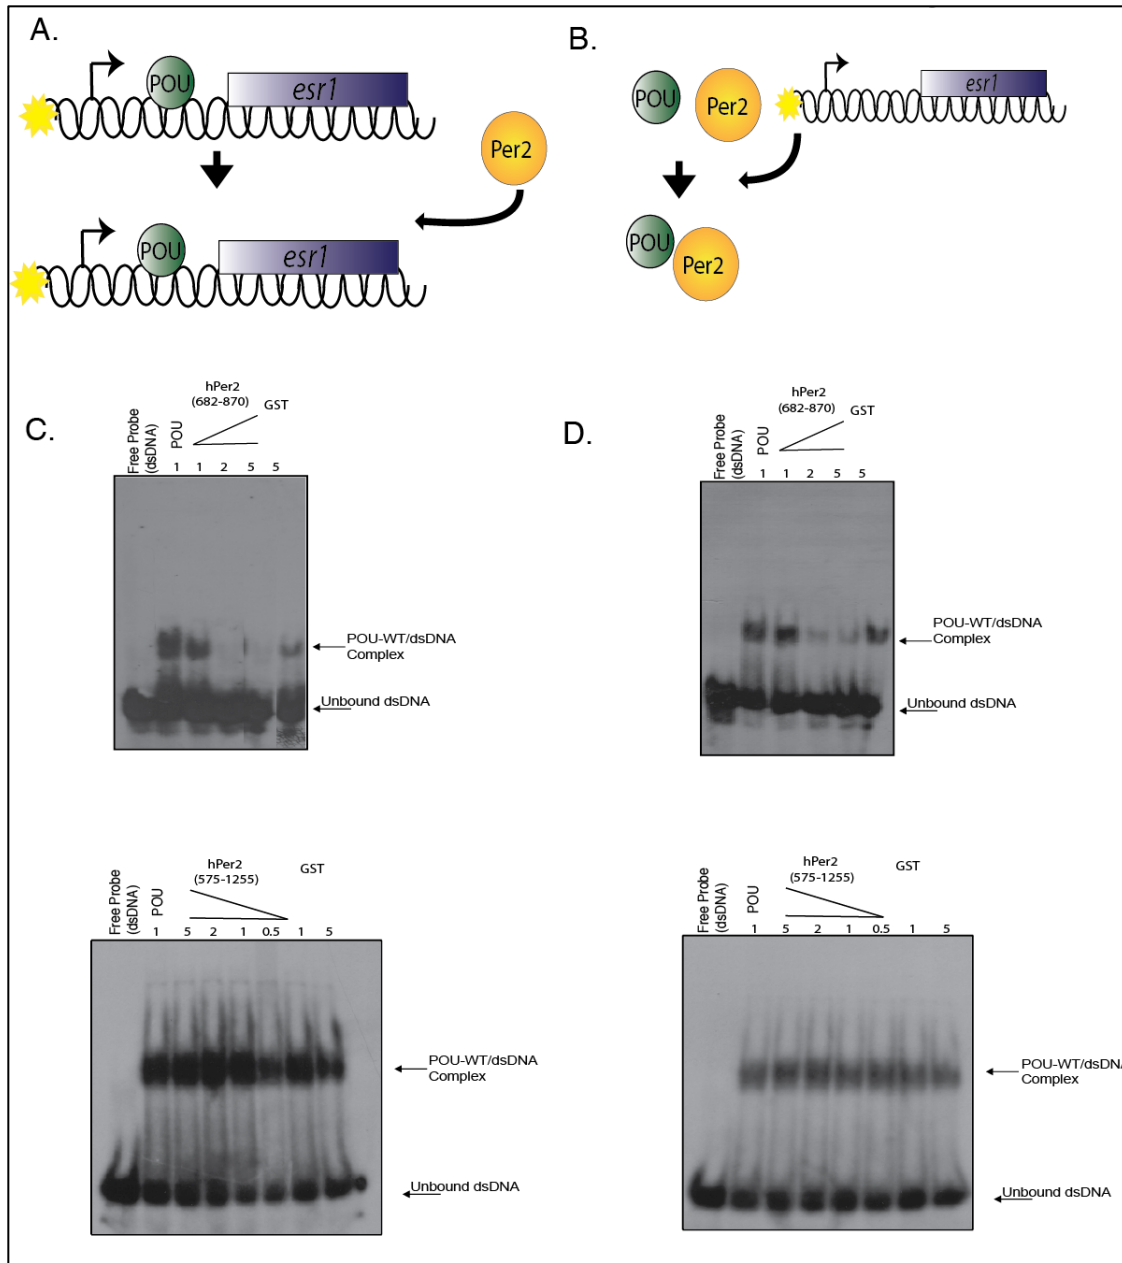 A.
POU
esr1
Per2
POU
esr1
B.
POU
Per2
esr1
POU
Per2
C.
Free Probe
(dsDNA)
POU
hPer2
(682-870)
GST
1 1 2 5 5
POU-WT/dsDNA
Complex
Unbound dsDNA
D.
Free Probe
(dsDNA)
POU
hPer2
(682-870)
GST
1 1 2 5 5
POU-WT/dsDNA
Complex
Unbound dsDNA
Free Probe
(dsDNA)
POU
hPer2
(575-1255)
GST
1 5 2 1 0.5 1 5
POU-WT/dsDNA
Complex
Unbound dsDNA
Free Probe
(dsDNA)
POU
hPer2
(575-1255)
GST
1 5 2 1 0.5 1 5
POU-WT/dsDN
Complex
Unbound dsDNA